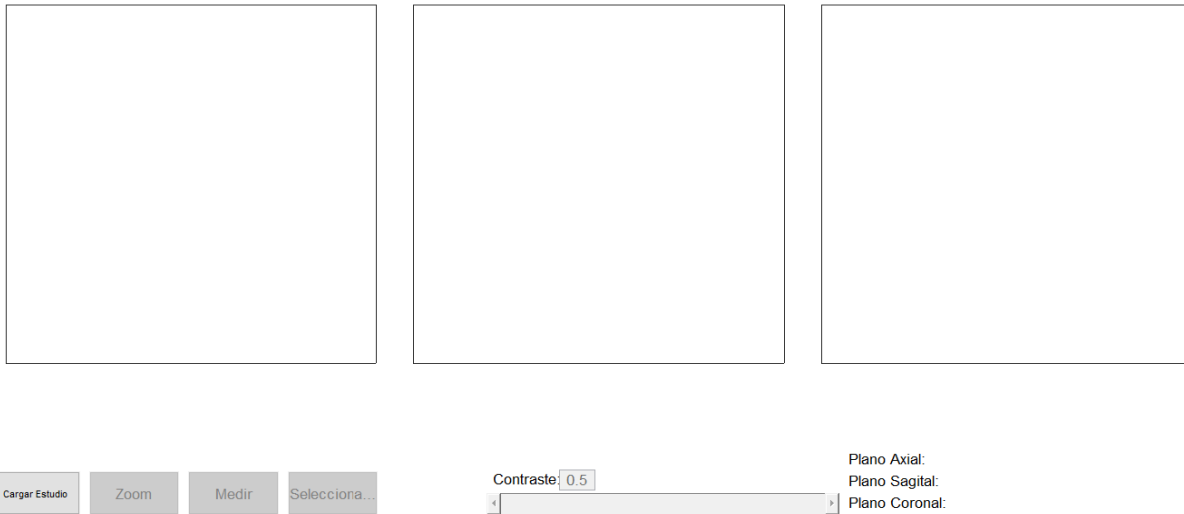 Cargar Estudio
Zoom
Medir
Selecciona...
Contraste: 0.5
Plano Axial:
Plano Sagital:
Plano Coronal: